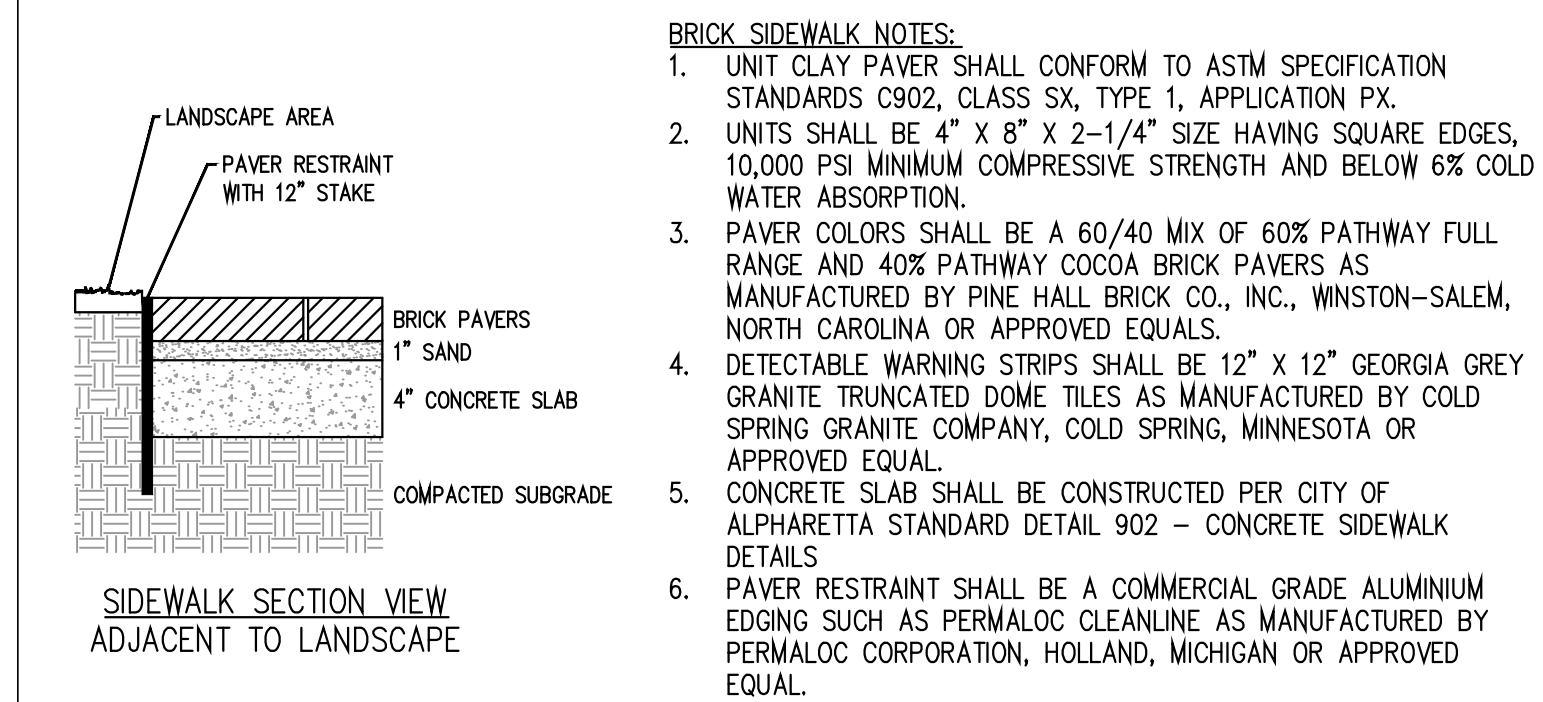 LANDSCAPE AREA
PAVER RESTRAINT
WITH 12" STAKE
BRICK PAVERS
1" SAND
4" CONCRETE SLAB
COMPACTED SUBGRADE
SIDEWALK SECTION VIEW
ADJACENT TO LANDSCAPE
BRICK SIDEWALK NOTES:
1. UNIT CLAY PAVER SHALL CONFORM TO ASTM SPECIFICATION
STANDARDS C902, CLASS SX, TYPE 1, APPLICATION PX.
2. UNITS SHALL BE 4" X 8" X 2-1/4" SIZE HAVING SQUARE EDGES,
10,000 PSI MINIMUM COMPRESSIVE STRENGTH AND BELOW 6% COLD
WATER ABSORPTION.
3. PAVER COLORS SHALL BE A 60/40 MIX OF 60% PATHWAY FULL
RANGE AND 40% PATHWAY COCOA BRICK PAVERS AS
MANUFACTURED BY PINE HALL BRICK CO., INC., WINSTON-SALEM,
NORTH CAROLINA OR APPROVED EQUALS.
4. DETECTABLE WARNING STRIPS SHALL BE 12" X 12" GEORGIA GREY
GRANITE TRUNCATED DOME TILES AS MANUFACTURED BY COLD
SPRING GRANITE COMPANY, COLD SPRING, MINNESOTA OR
APPROVED EQUAL.
5. CONCRETE SLAB SHALL BE CONSTRUCTED PER CITY OF
ALPHARETTA STANDARD DETAIL 902 - CONCRETE SIDEWALK
DETAILS
6. PAVER RESTRAINT SHALL BE A COMMERCIAL GRADE ALUMINIUM
EDGING SUCH AS PERMALOC CLEANLINE AS MANUFACTURED BY
PERMALOC CORPORATION, HOLLAND, MICHIGAN OR APPROVED
EQUAL.